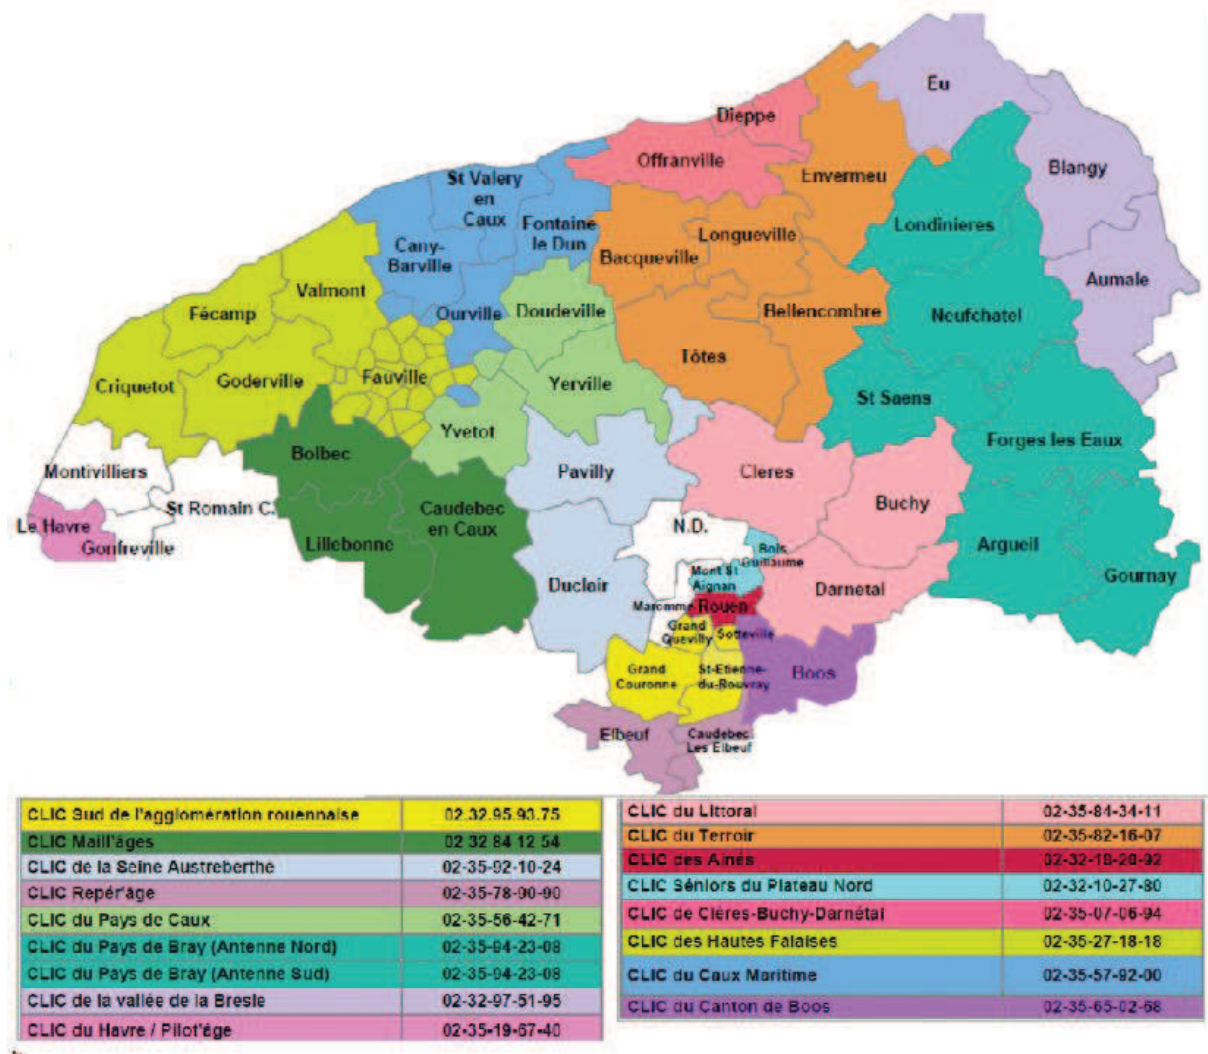 Eu
Dieppe
Offranville
Blangy
Envermeu
St Valery
en
Caux
Fontaine
le Dun
Londinieres
Longueville
Cany-
Barville
Bacqueville
Aumale
Valmont
Fécamp
Ourville
Doudeville
Bellencombre
Neufchatel
Tôtes
Criquetot
Goderville
Fauville
Yerville
St Saens
Yvetot
Forges les Eaux
Bolbec
Montivilliers
Pavilly
Cleres
Buchy
St Romain C.
Caudebec
en Caux
Le Havre
N.D.
Gonfreville
Lillebonne
Argueil
Bois
Guillaume
Mont St
Aignan
Duclair
Darnetal
Gournay
Maromme
Rouen
Grand
Quevilly
Sotteville
Grand
Couronne
St-Etienne-
du-Rouvray
Boos
Elbeuf
Caudebec
Les Elbeuf
CLIC Sud de l'agglomération rouennaise 02.32.95.93.75
CLIC Maill'âges 02 32 84 12 54
CLIC de la Seine Austreberthe 02-35-92-10-24
CLIC Repér'âge 02-35-78-90-90
CLIC du Pays de Caux 02-35-56-42-71
CLIC du Pays de Bray (Antenne Nord) 02-35-94-23-08
CLIC du Pays de Bray (Antenne Sud) 02-35-94-23-08
CLIC de la vallée de la Bresle 02-32-97-51-95
CLIC du Havre / Pilot'âge 02-35-19-67-40
CLIC du Littoral 02-35-84-34-11
CLIC du Terroir 02-35-82-16-07
CLIC des Aînés
CLIC Séniors du Plateau Nord 02-32-10-27-80
CLIC de Clères-Buchy-Darnétal 02-35-07-06-94
CLIC des Hautes Falaises 02-35-27-18-18
CLIC du Caux Maritime 02-35-57-92-00
CLIC du Canton de Boos 02-35-65-02-68